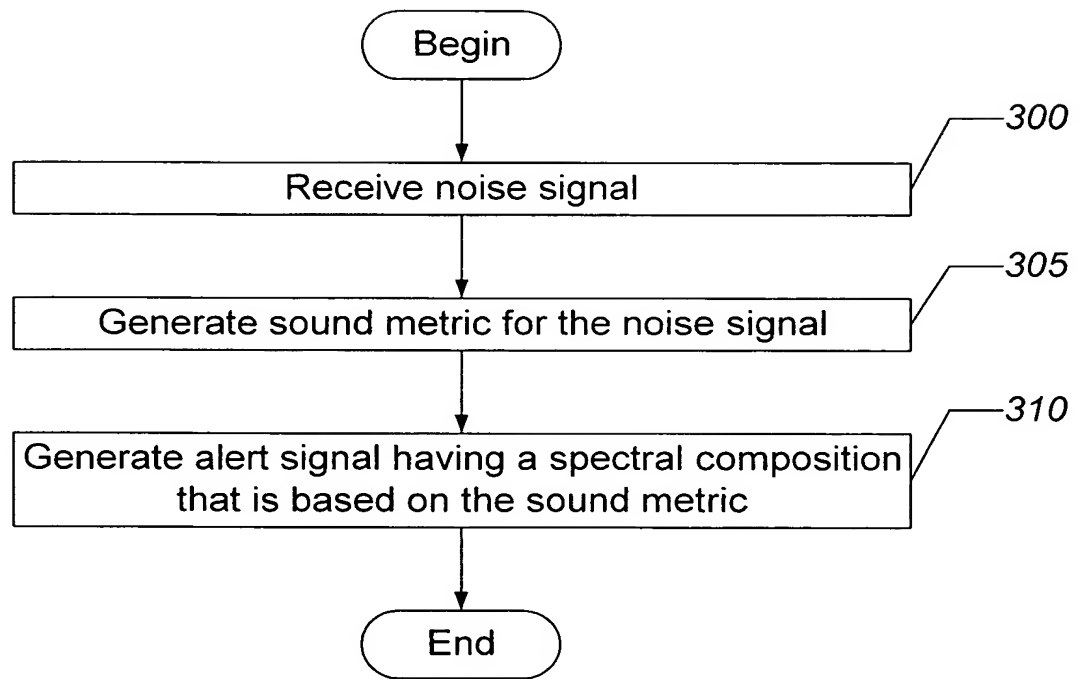 Begin
300
Receive noise signal
305
Generate sound metric for the noise signal
310
Generate alert signal having a spectral composition
that is based on the sound metric
End